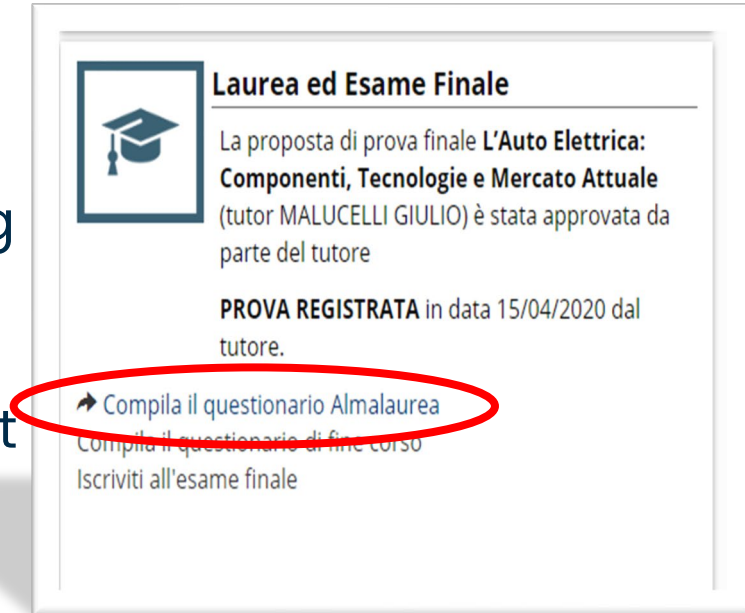 Laurea ed Esame Finale
La proposta di prova finale L'Auto Elettrica:
Componenti, Tecnologie e Mercato Attuale
(tutor MALUCELLI GIULIO) è stata approvata da
parte del tutore
PROVA REGISTRATA in data 15/04/2020 dal
tutore.
Compila il questionario Almalaurea
Compila il questionario di fine corso
Iscriviti all'esame finale
g
t